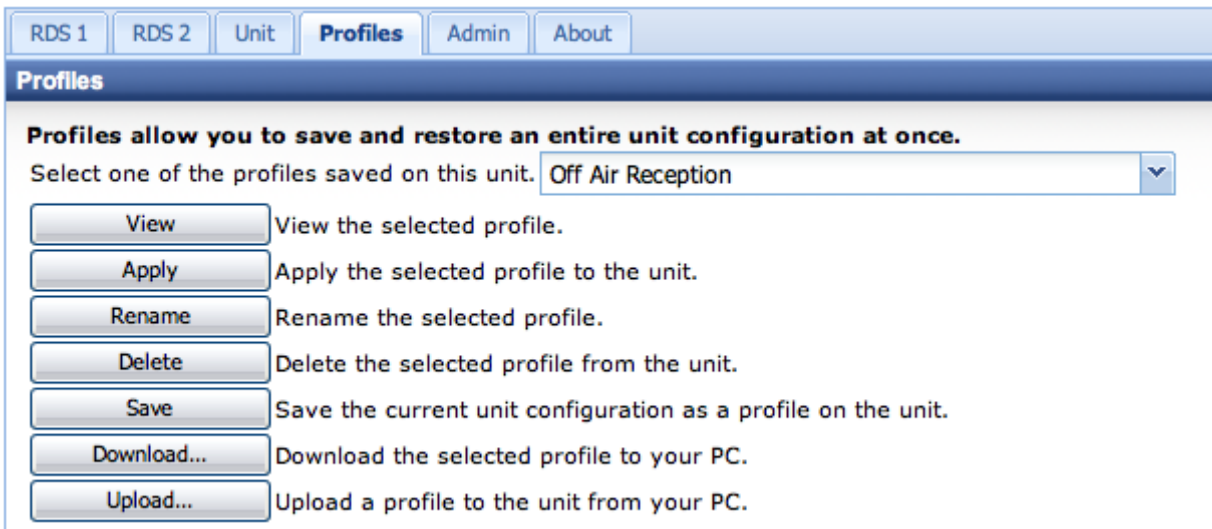 RDS 1 RDS 2 Unit Profiles Admin About
Profiles
Profiles allow you to save and restore an entire unit configuration at once.
Select one of the profiles saved on this unit. Off Air Reception
View View the selected profile.
Apply Apply the selected profile to the unit.
Rename Rename the selected profile.
Delete Delete the selected profile from the unit.
Save Save the current unit configuration as a profile on the unit.
Download... Download the selected profile to your PC.
Upload... Upload a profile to the unit from your PC.